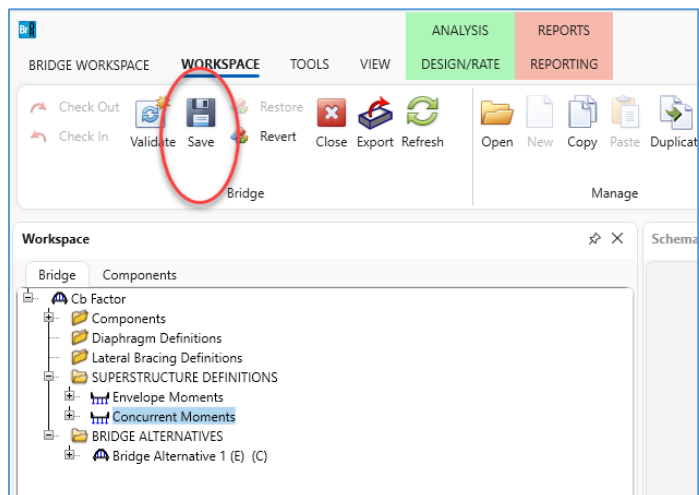 Br DR
ANALYSIS REPORTS
BRIDGE WORKSPACE WORKSPACE TOOLS VIEW DESIGN/RATE REPORTING
Check Out Restore
Check In Validate Save Revert Close Export Refresh Open New Copy Paste Duplicat
Bridge Manage
Workspace Schema
Bridge Components
Cb Factor
Components
Diaphragm Definitions
Lateral Bracing Definitions
SUPERSTRUCTURE DEFINITIONS
Envelope Moments
Concurrent Moments
BRIDGE ALTERNATIVES
Bridge Alternative 1 (E) (C)